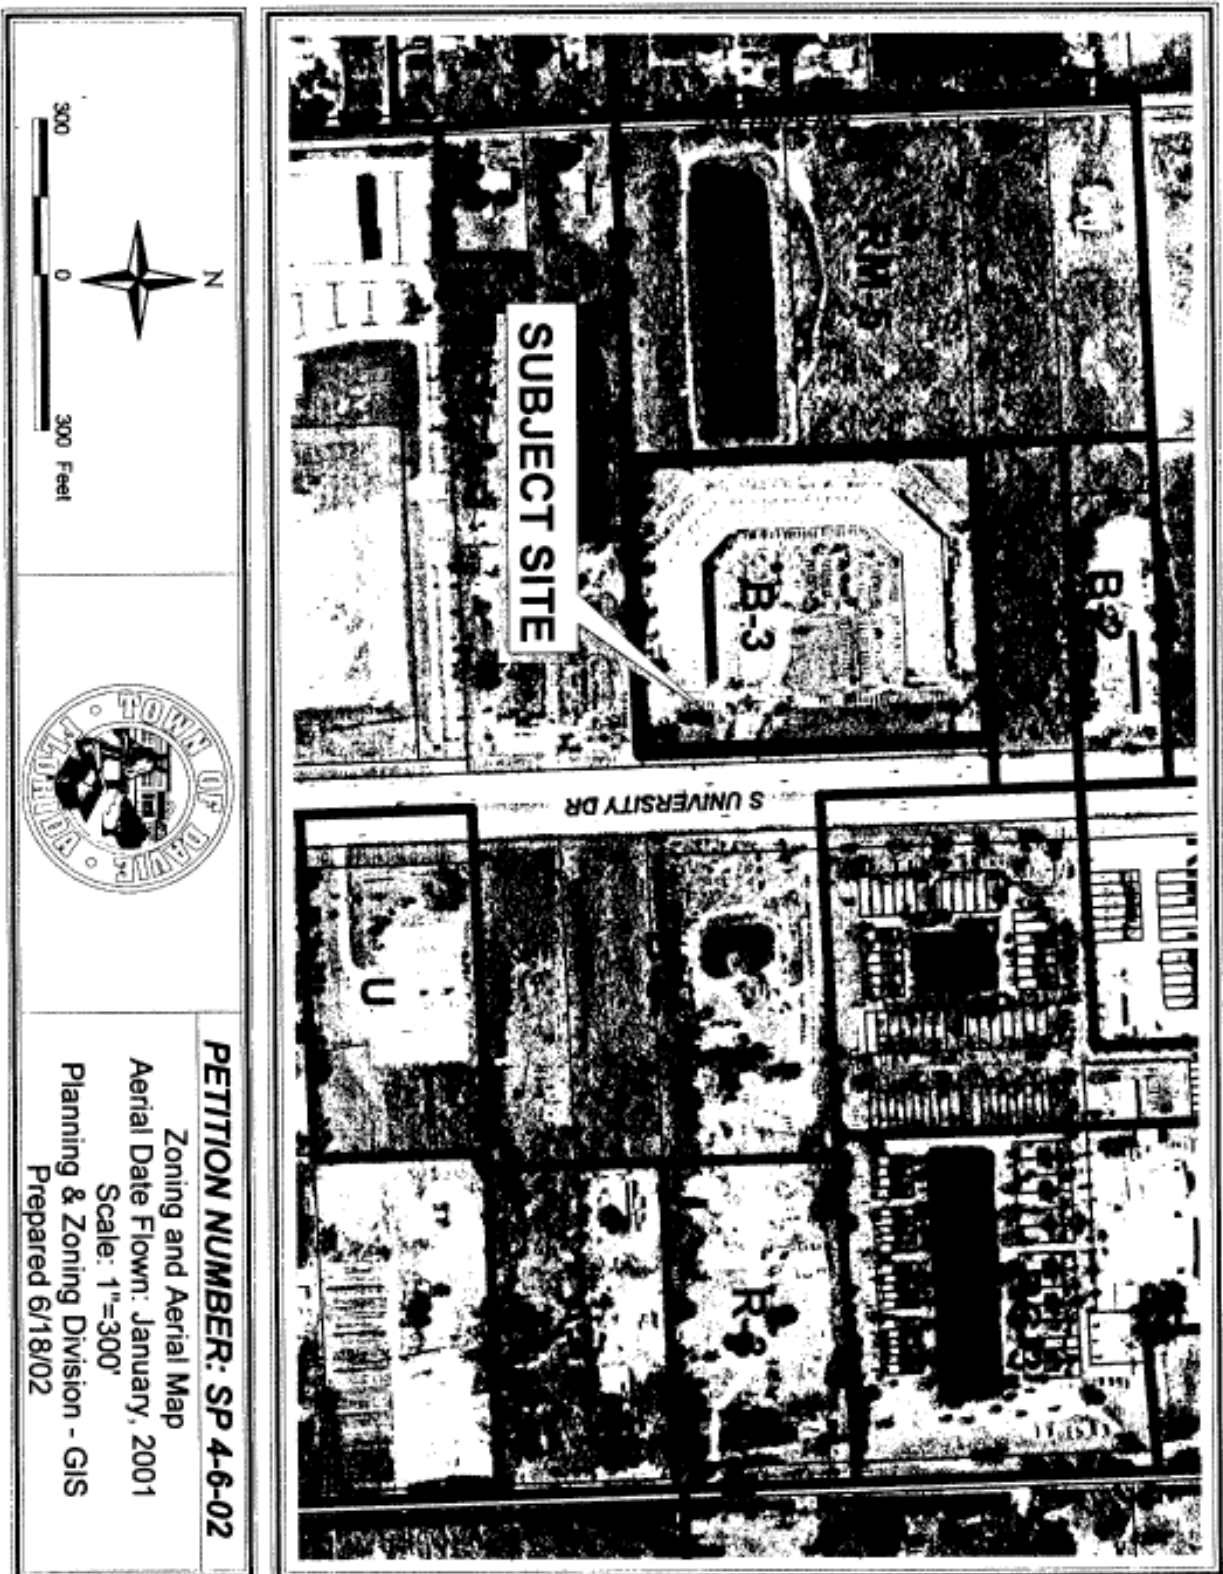 RM-5
B-2
B-3
SUBJECT SITE
S UNIVERSITY DR
C
U
R-3
N
300
0
300 Feet
TOWN OF DAVIE
FLORIDA
PETITION NUMBER: SP 4-6-02
Zoning and Aerial Map
Aerial Date Flown: January, 2001
Scale: 1"=300'
Planning & Zoning Division - GIS
Prepared 6/18/02